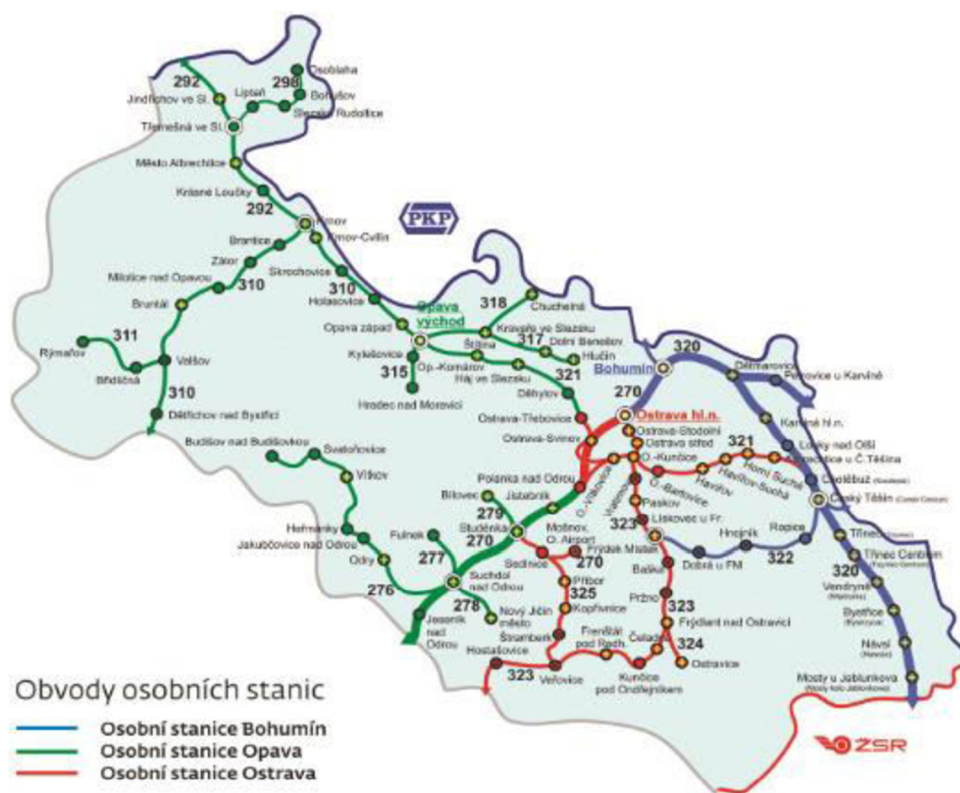 292
298
Osoblaha
Liptaň
Bohušov
Jindřichov ve Sl.
Slezské Rudoltice
Třemešná ve Sl.
Město Albrechtice
Krásné Loučky
292
Krnov
PKP
Krnov-Cvilín
Brantice
Zátor
Skrochovice
Milotice nad Opavou
310
310
Holasovice
Bruntál
318
Chuchelná
Opava
východ
Opava západ
Kravaře ve Slezsku
311
317
Dolní Benešov
320
Rýmařov
Kylešovice
Štítina
Hlučín
Valšov
Op.-Komárov
Bohumín
Dětmarovice
Břidličná
315
Háj ve Slezsku
321
Petrovice u Karviné
310
Děhylov
270
Hradec nad Moravicí
Dětřichov nad Bystřicí
Ostrava-Třebovice
Ostrava hl.n.
Karviná hl.n.
Budišov nad Budišovkou
Ostrava-Stodolní
Ostrava-Svinov
Ostrava střed
321
Louky nad Olší
Svatoňovice
O.-Kunčice
Horní Suchá
Albrechtice u Č.Těšína
Vítkov
Polanka nad Odrou
O.-Vítkovice
Havířov
Havířov-Suchá
Chotěbuz
Bílovec
Jistebník
Vratimov
O.-Bartovice
Český Těšín
279
Paskov
Heřmanky
Fulnek
Studénka
Mošnov,
O. Airport
323
Lískovec u Fr.
Hnojník
Ropice
Třinec
Jakubčovice nad Odrou
270
Frýdek Místek
Třinec Centrum
277
Sedlnice
270
Dobrá u FM
322
Odry
Baška
320
276
Suchdol
nad Odrou
Příbor
Vendryně
325
Pržno
323
278
Kopřivnice
Bystřice
Jeseník
nad
Odrou
Nový Jičín
město
Frýdlant nad Ostravicí
Štramberk
Frenštát
pod Radh.
Čeladná
324
Návsí
Hostašovice
Ostravice
323
Veřovice
Kunčice
pod Ondřejníkem
Mosty u Jablunkova
Obvody osobních stanic
Osobní stanice Bohumín
Osobní stanice Opava
Osobní stanice Ostrava
ŽSR